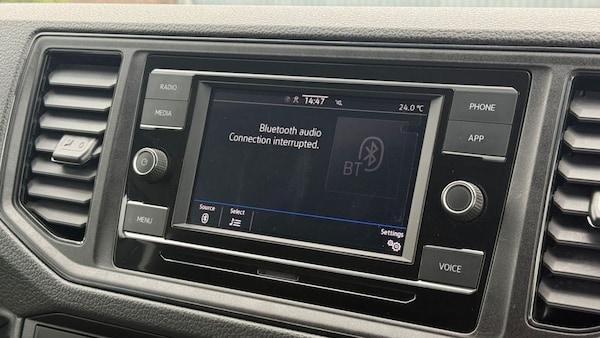 RADIO
MEDIA
MENU
14:47
24.0 °C
Bluetooth audio
Connection interrupted.
BT
Source
Select
Settings
PHONE
APP
VOICE